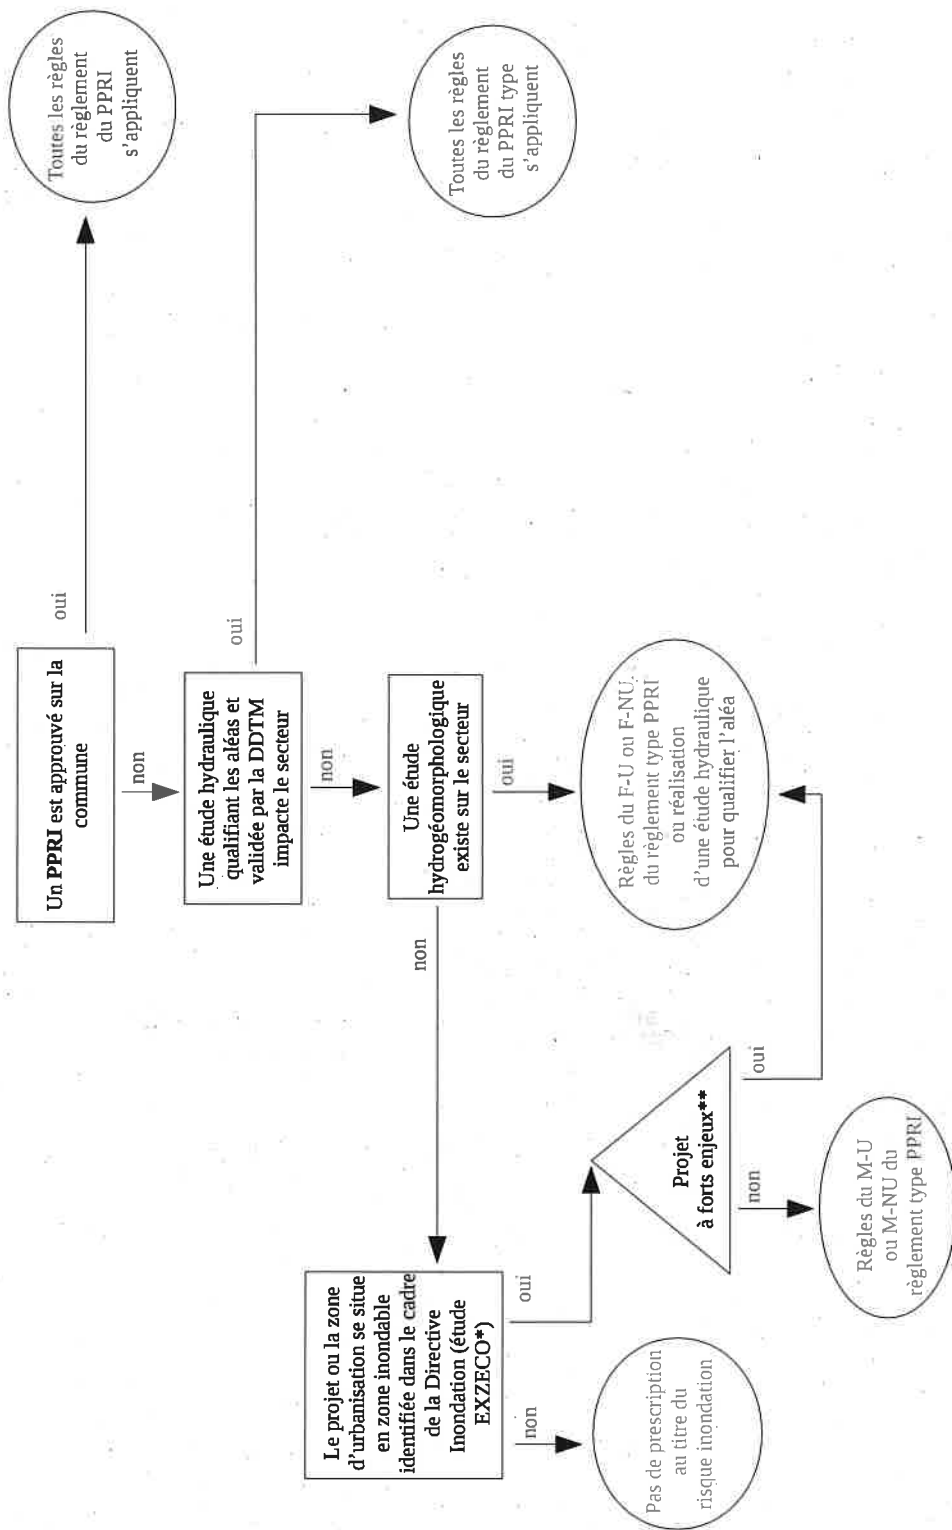 Un PPRI est approuvé sur la
commune
oui
Toutes les règles
du règlement
du PPRI
s'appliquent
non
Une étude hydraulique
qualifiant les aléas et
validée par la DDTM
impacte le secteur
oui
Toutes les règles
du règlement
du PPRI type
s'appliquent
non
Une étude
hydrogéomorphologique
existe sur le secteur
oui
Règles du F-U ou F-NU.
du règlement type PPRI
ou réalisation
d'une étude hydraulique
pour qualifier l'aléa
non
Le projet ou la zone
d'urbanisation se situe
en zone inondable
identifiée dans le cadre
de la Directive
Inondation (étude
EXZECO*)
oui
Projet
à forts enjeux**
oui
non
Règles du M-U
ou M-NU du
règlement type PPRI
non
Pas de prescription
au titre du
risque inondation